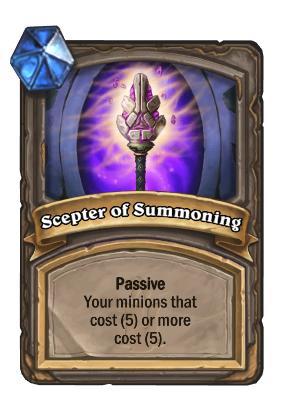 Scepter of Summoning
Passive
Your minions that
cost (5) or more
cost (5).